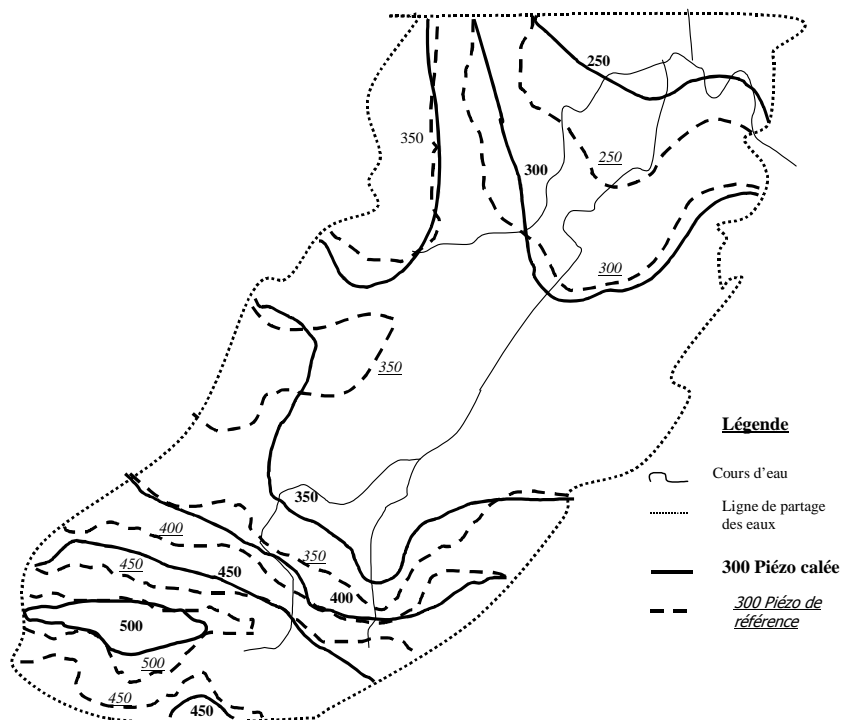 250
350
300
250
300
350
350
400
350
450
450
400
500
500
450
450
Légende
Cours d'eau
Ligne de partage
des eaux
300 Piézo calée
300 Piézo de
référence